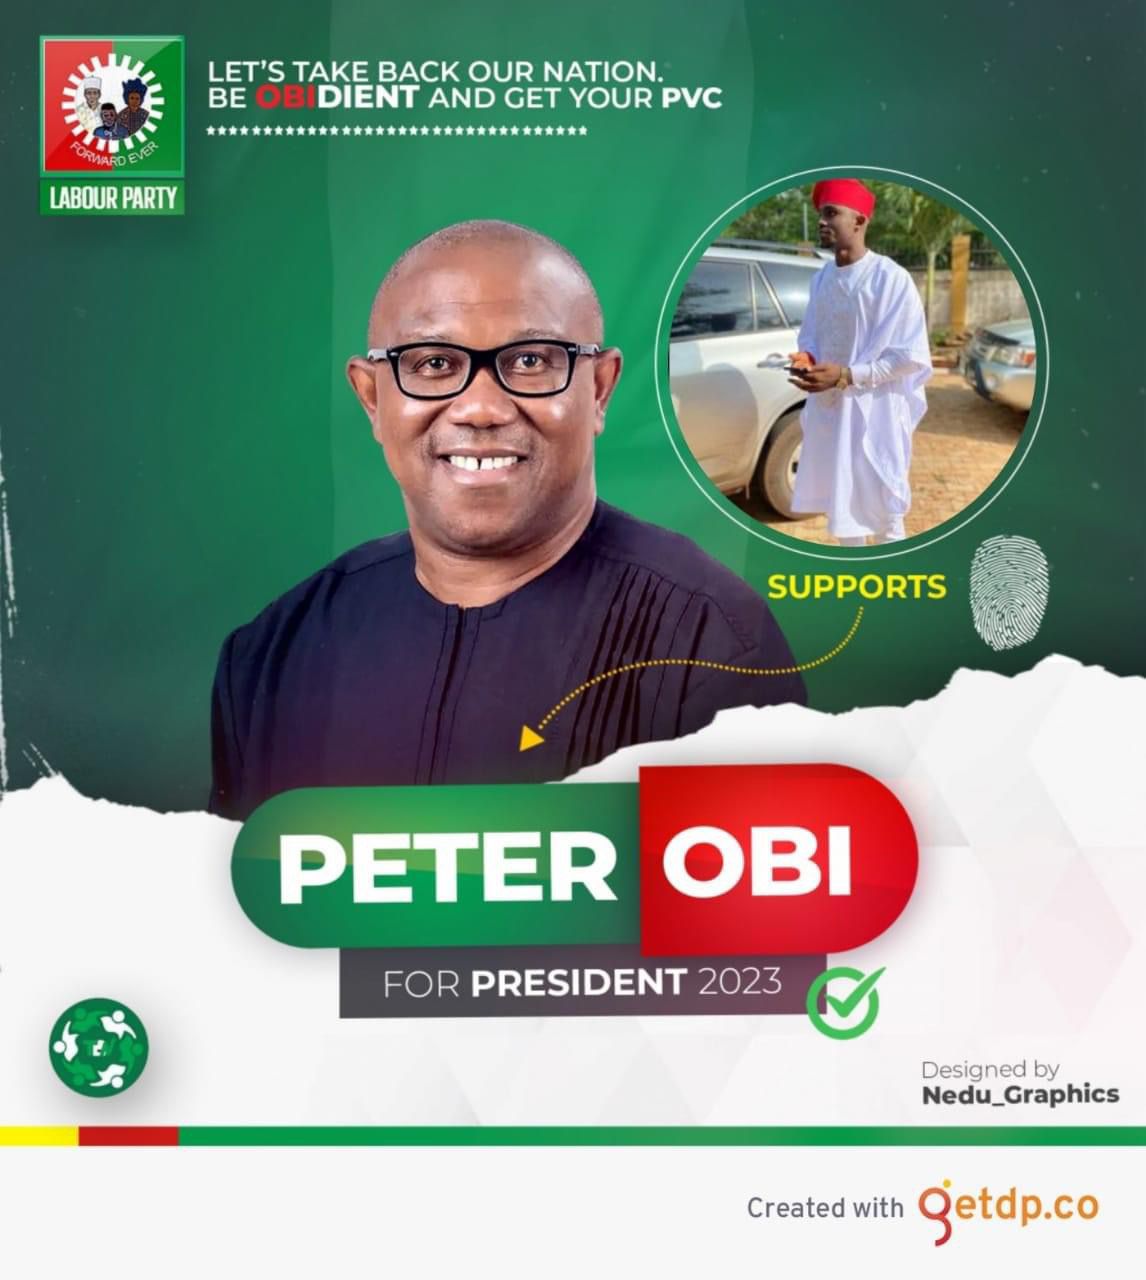 LET'S TAKE BACK OUR NATION.
BE OBIDIENT AND GET YOUR PVC
FORWARD EVER
LABOUR PARTY
SUPPORTS
PETER OBI
FOR PRESIDENT 2023
Designed by
Nedu_Graphics
Created with getdp.co